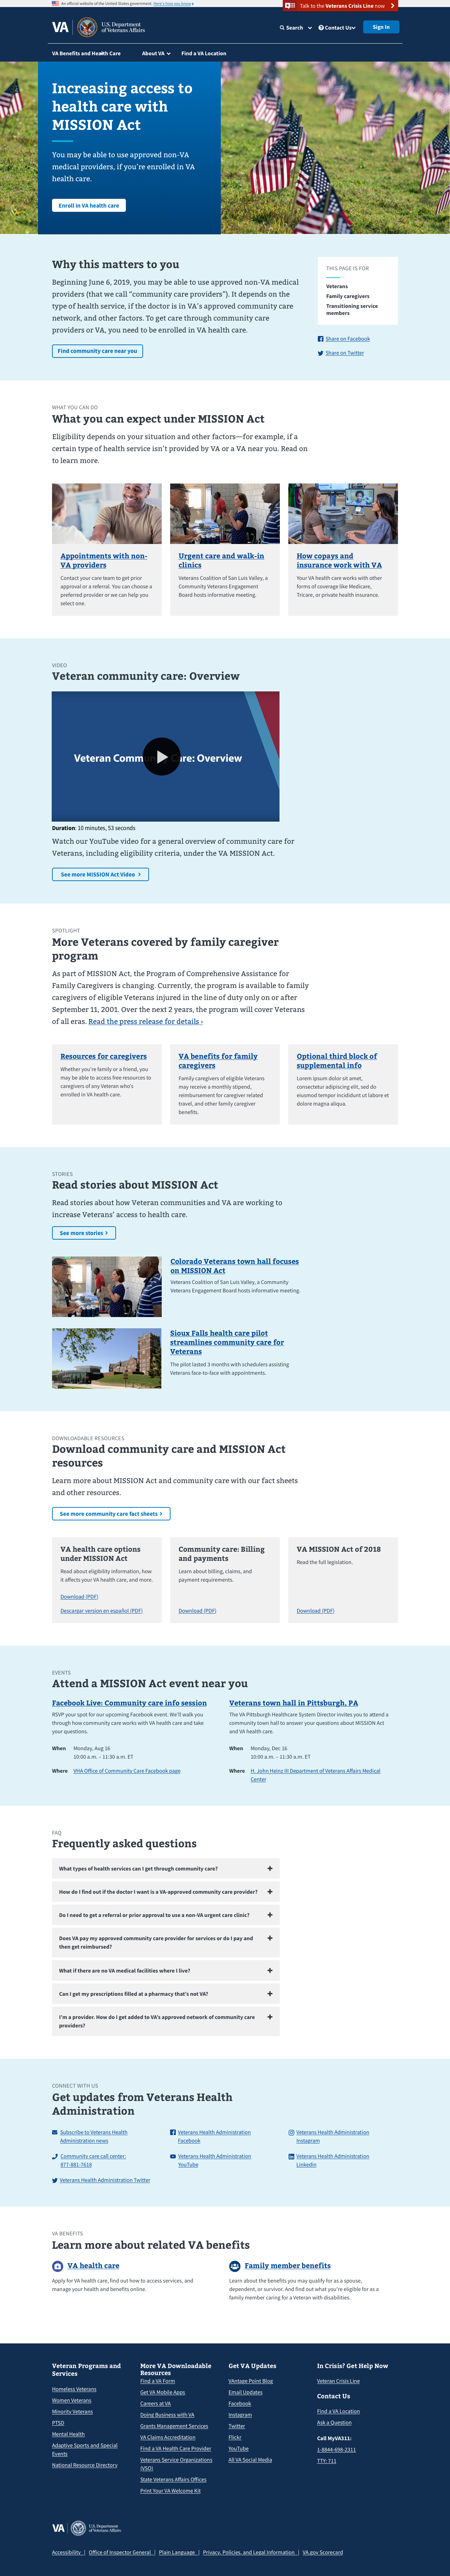 An official website of the United States government. Here's how you know
Talk to the Veterans Crisis Line now
VA
U.S. Department
of Veterans Affairs
Search
Contact Us
Sign In
VA Benefits and Health Care
About VA
Find a VA Location
Increasing access to
health care with
MISSION Act
You may be able to use approved non-VA
medical providers, if you're enrolled in VA
health care.
Enroll in VA health care
Why this matters to you
Beginning June 6, 2019, you may be able to use approved non-VA medical
providers (that we call "community care providers"). It depends on the
type of health service, if the doctor is in VA's approved community care
network, and other factors. To get care through community care
providers or VA, you need to be enrolled in VA health care.
Find community care near you
THIS PAGE IS FOR
Veterans
Family caregivers
Transitioning service
members
Share on Facebook
Share on Twitter
WHAT YOU CAN DO
What you can expect under MISSION Act
Eligibility depends on your situation and other factors—for example, if a
certain type of health service isn't provided by VA or a VA near you. Read on
to learn more.
Appointments with non-
VA providers
Contact your care team to get prior
approval or a referral. You can choose a
preferred provider or we can help you
select one.
Urgent care and walk-in
clinics
Veterans Coalition of San Luis Valley, a
Community Veterans Engagement
Board hosts informative meeting.
How copays and
insurance work with VA
Your VA health care works with other
forms of coverage like Medicare,
Tricare, or private health insurance.
VIDEO
Veteran community care: Overview
Veteran Community Care: Overview
Duration: 10 minutes, 53 seconds
Watch our YouTube video for a general overview of community care for
Veterans, including eligibility criteria, under the VA MISSION Act.
See more MISSION Act Video
SPOTLIGHT
More Veterans covered by family caregiver
program
As part of MISSION Act, the Program of Comprehensive Assistance for
Family Caregivers is changing. Currently, the program is available to family
caregivers of eligible Veterans injured in the line of duty on or after
September 11, 2001. Over the next 2 years, the program will cover Veterans
of all eras. Read the press release for details ›
Resources for caregivers
Whether you're family or a friend, you
may be able to access free resources to
caregivers of any Veteran who's
enrolled in VA health care.
VA benefits for family
caregivers
Family caregivers of eligible Veterans
may receive a monthly stipend,
reimbursement for caregiver related
travel, and other family caregiver
benefits.
Optional third block of
supplemental info
Lorem ipsum dolor sit amet,
consectetur adipiscing elit, sed do
eiusmod tempor incididunt ut labore et
dolore magna aliqua.
STORIES
Read stories about MISSION Act
Read stories about how Veteran communities and VA are working to
increase Veterans' access to health care.
See more stories
Colorado Veterans town hall focuses
on MISSION Act
Veterans Coalition of San Luis Valley, a Community
Veterans Engagement Board hosts informative meeting.
Sioux Falls health care pilot
streamlines community care for
Veterans
The pilot lasted 3 months with schedulers assisting
Veterans face-to-face with appointments.
DOWNLOADABLE RESOURCES
Download community care and MISSION Act
resources
Learn more about MISSION Act and community care with our fact sheets
and other resources.
See more community care fact sheets
VA health care options
under MISSION Act
Read about eligibility information, how
it affects your VA health care, and more.
Download (PDF)
Descargar version en español (PDF)
Community care: Billing
and payments
Learn about billing, claims, and
payment requirements.
Download (PDF)
VA MISSION Act of 2018
Read the full legislation.
Download (PDF)
EVENTS
Attend a MISSION Act event near you
Facebook Live: Community care info session
RSVP your spot for our upcoming Facebook event. We'll walk you
through how community care works with VA health care and take
your questions.
When Monday, Aug 16
10:00 a.m. – 11:30 a.m. ET
Where VHA Office of Community Care Facebook page
Veterans town hall in Pittsburgh, PA
The VA Pittsburgh Healthcare System Director invites you to attend a
community town hall to answer your questions about MISSION Act
and VA health care.
When Monday, Dec 16
10:00 a.m. – 11:30 a.m. ET
Where H. John Heinz III Department of Veterans Affairs Medical
Center
FAQ
Frequently asked questions
What types of health services can I get through community care?
How do I find out if the doctor I want is a VA-approved community care provider?
Do I need to get a referral or prior approval to use a non-VA urgent care clinic?
Does VA pay my approved community care provider for services or do I pay and
then get reimbursed?
What if there are no VA medical facilities where I live?
Can I get my prescriptions filled at a pharmacy that's not VA?
I'm a provider. How do I get added to VA's approved network of community care
providers?
CONNECT WITH US
Get updates from Veterans Health
Administration
Subscribe to Veterans Health
Administration news
Community care call center:
877-881-7618
Veterans Health Administration Twitter
Veterans Health Administration
Facebook
Veterans Health Administration
YouTube
Veterans Health Administration
Instagram
Veterans Health Administration
Linkedin
VA BENEFITS
Learn more about related VA benefits
VA health care
Apply for VA health care, find out how to access services, and
manage your health and benefits online.
Family member benefits
Learn about the benefits you may qualify for as a spouse,
dependent, or survivor. And find out what you're eligible for as a
family member caring for a Veteran with disabilities.
Veteran Programs and
Services
Homeless Veterans
Women Veterans
Minority Veterans
PTSD
Mental Health
Adaptive Sports and Special
Events
National Resource Directory
More VA Downloadable
Resources
Find a VA Form
Get VA Mobile Apps
Careers at VA
Doing Business with VA
Grants Management Services
VA Claims Accreditation
Find a VA Health Care Provider
Veterans Service Organizations
(VSO)
State Veterans Affairs Offices
Print Your VA Welcome Kit
Get VA Updates
VAntage Point Blog
Email Updates
Facebook
Instagram
Twitter
Flickr
YouTube
All VA Social Media
In Crisis? Get Help Now
Veteran Crisis Line
Contact Us
Find a VA Location
Ask a Question
Call MyVA311:
1-8844-698-2311
TTY: 711
VA
U.S. Department
of Veterans Affairs
Accessibility | Office of Inspector General | Plain Language | Privacy, Policies, and Legal Information | VA.gov Scorecard